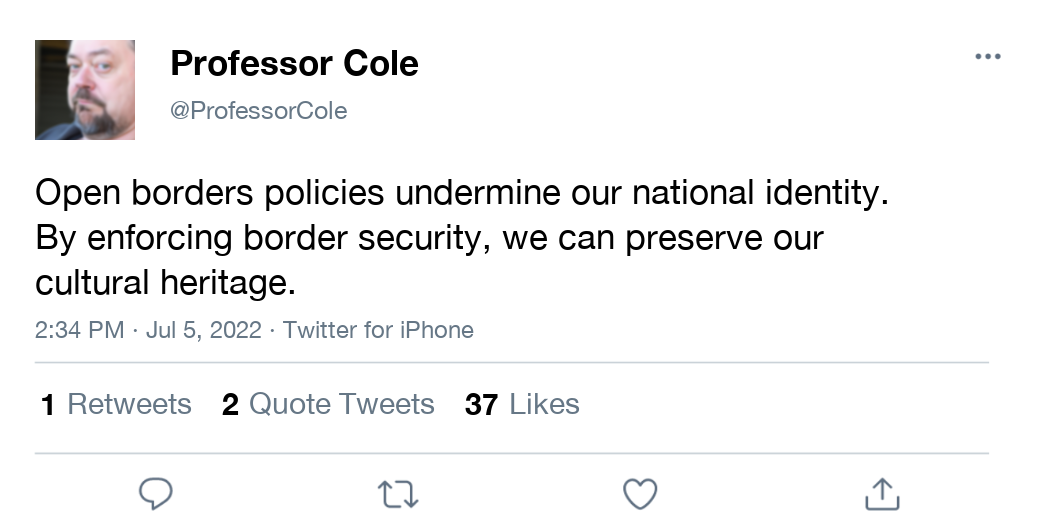 Professor Cole
@ProfessorCole
Open borders policies undermine our national identity.
By enforcing border security, we can preserve our
cultural heritage.
2:34 PM · Jul 5, 2022 · Twitter for iPhone
1 Retweets 2 Quote Tweets 37 Likes